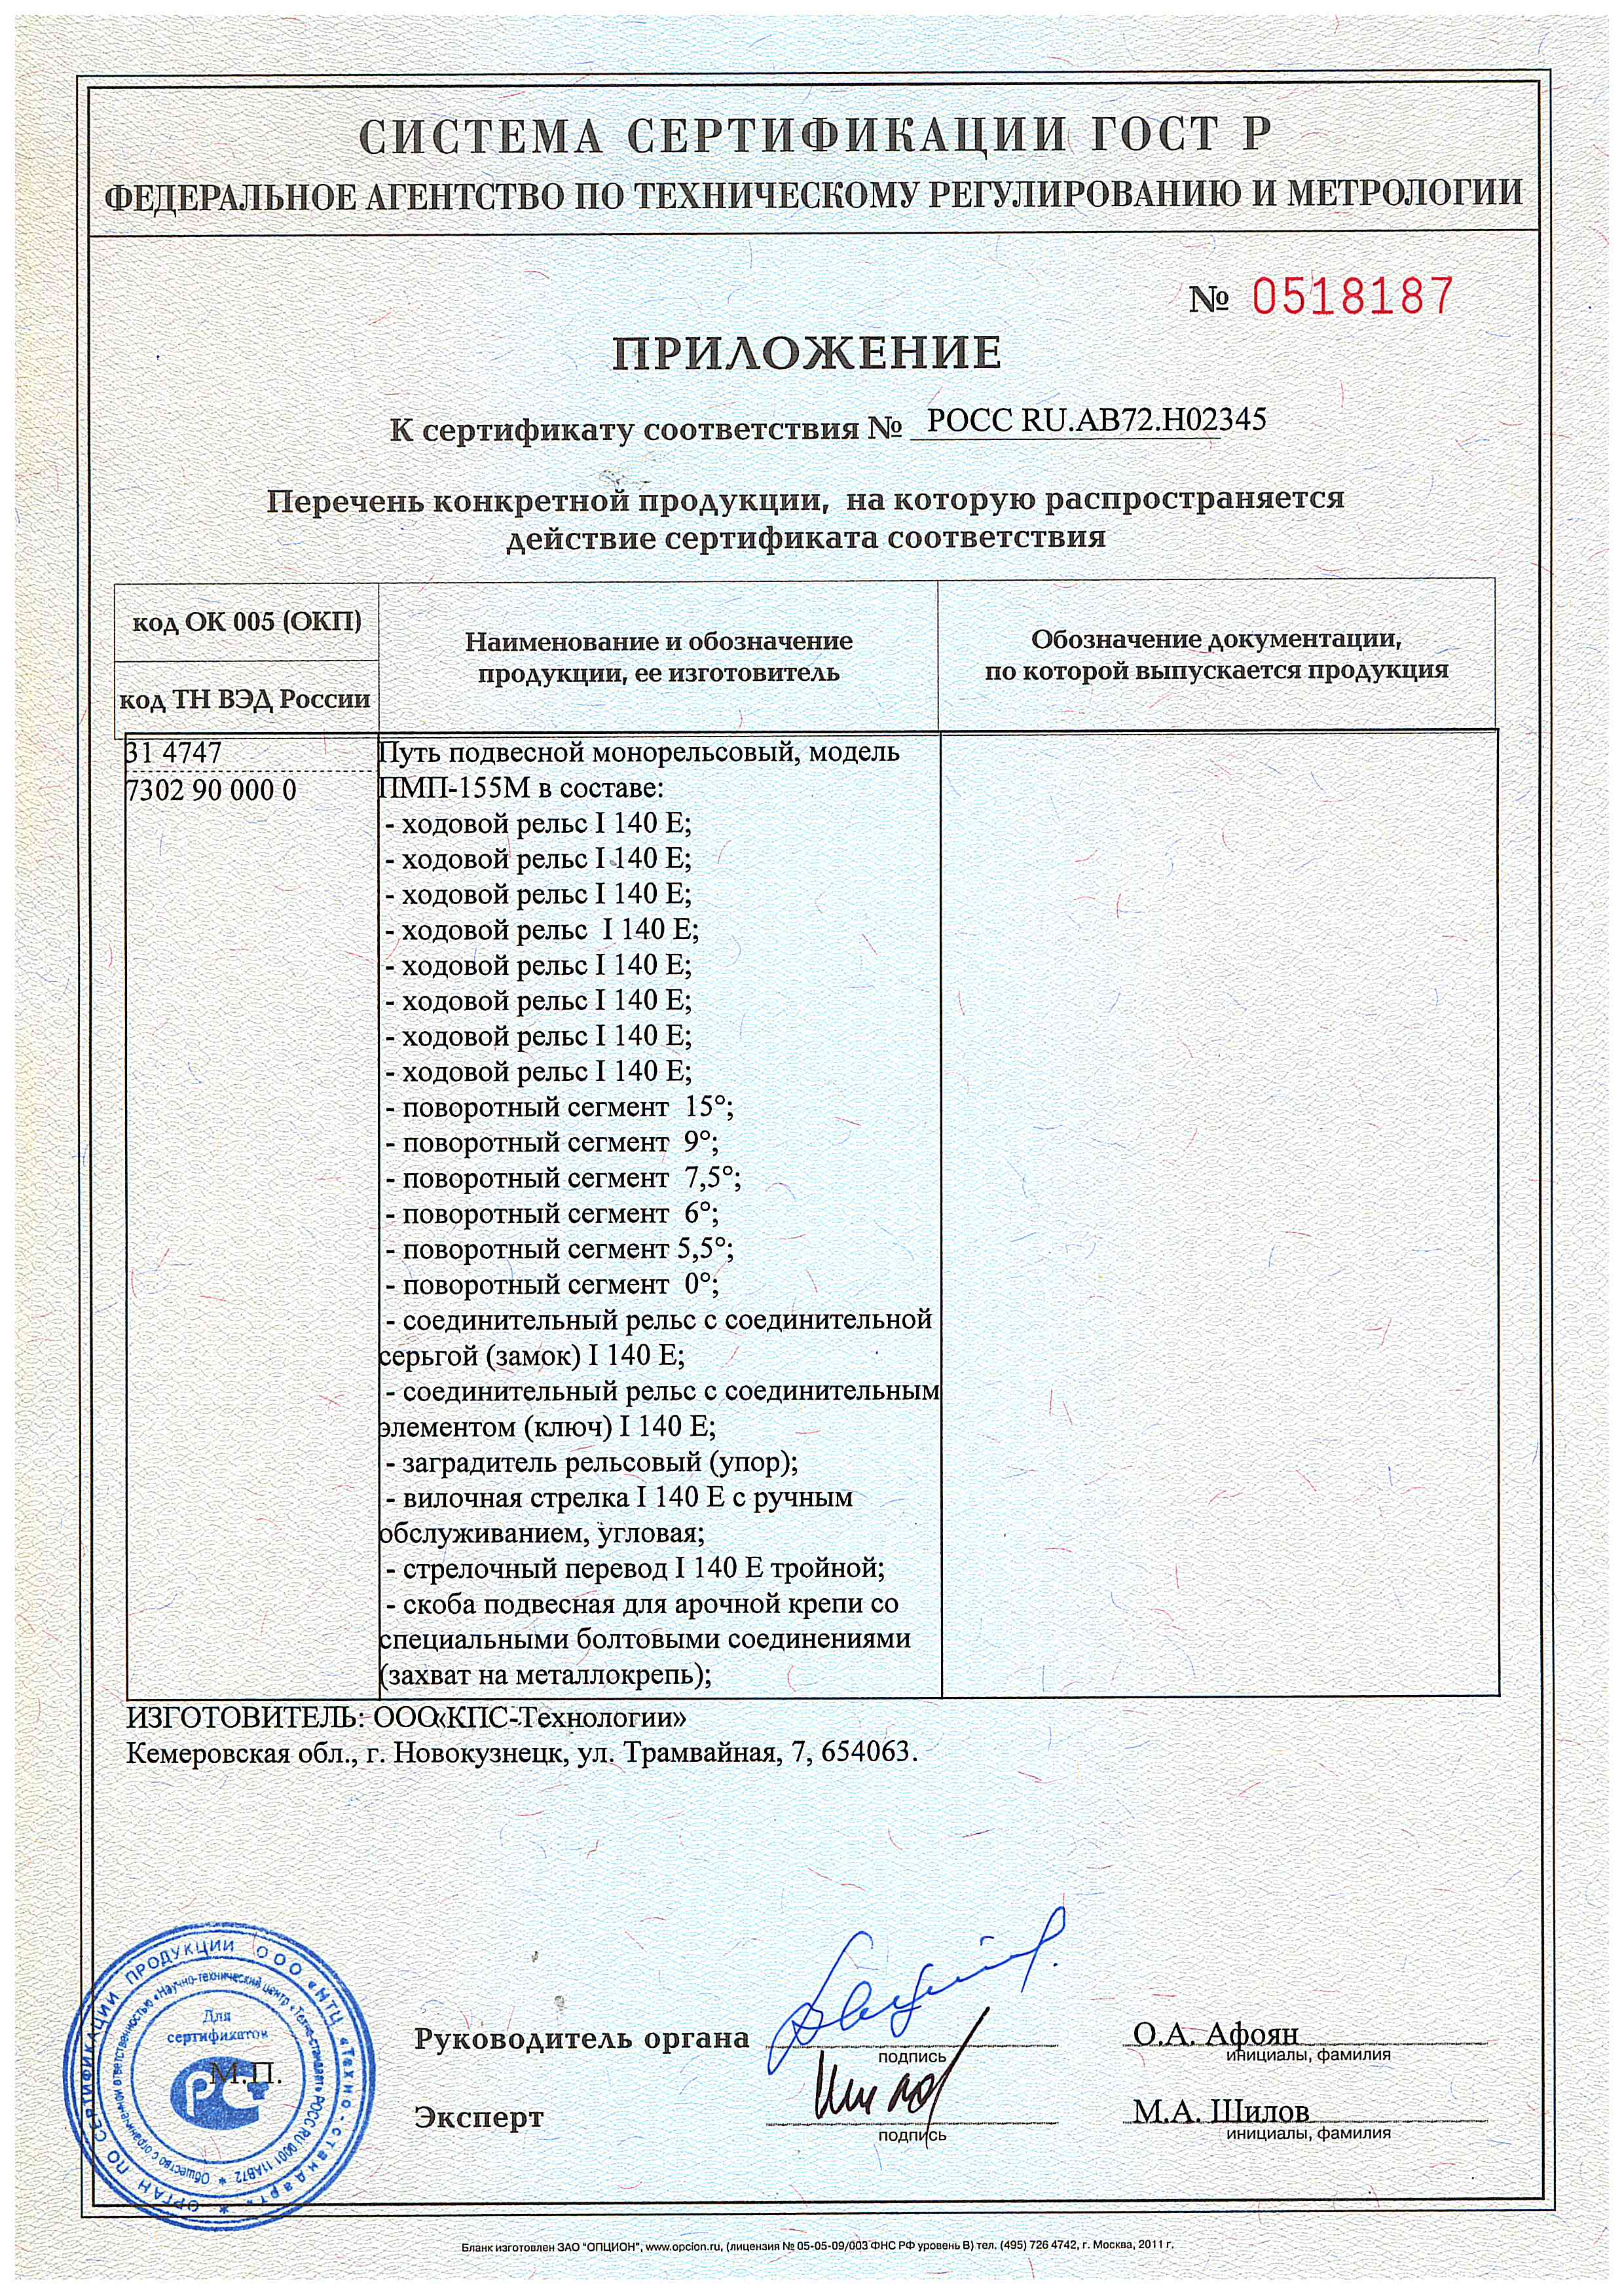 СИСТЕМА СЕРТИФИКАЦИИ ГОСТ Р
ФЕДЕРАЛЬНОЕ АГЕНТСТВО ПО ТЕХНИЧЕСКОМУ РЕГУЛИРОВАНИЮ И МЕТРОЛОГИИ
№ 0518187
ПРИЛОЖЕНИЕ
К сертификату соответствия № РОСС RU.АВ72.Н02345
Перечень конкретной продукции, на которую распространяется
действие сертификата соответствия
код ОК 005 (ОКП)
код ТН ВЭД России
Наименование и обозначение
продукции, ее изготовитель
Обозначение документации,
по которой выпускается продукция
31 4747
7302 90 000 0
Путь подвесной монорельсовый, модель
ПМП-155М в составе:
- ходовой рельс I 140 Е;
- ходовой рельс I 140 Е;
- ходовой рельс I 140 Е;
- ходовой рельс I 140 Е;
- ходовой рельс I 140 Е;
- ходовой рельс I 140 Е;
- ходовой рельс I 140 Е;
- ходовой рельс I 140 Е;
- поворотный сегмент 15°;
- поворотный сегмент 9°;
- поворотный сегмент 7,5°;
- поворотный сегмент 6°;
- поворотный сегмент 5,5°;
- поворотный сегмент 0°;
- соединительный рельс с соединительной
серьгой (замок) I 140 Е;
- соединительный рельс с соединительным
элементом (ключ) I 140 Е;
- заградитель рельсовый (упор);
- вилочная стрелка I 140 Е с ручным
обслуживанием, угловая;
- стрелочный перевод I 140 Е тройной;
- скоба подвесная для арочной крепи со
специальными болтовыми соединениями
(захват на металлокрепь);
ИЗГОТОВИТЕЛЬ: ООО«КПС-Технологии»
Кемеровская обл., г. Новокузнецк, ул. Трамвайная, 7, 654063.
ОРГАН ПО СЕРТИФИКАЦИИ ПРОДУКЦИИ ООО «НТЦ «Техно-стандарт»
Общество с ограниченной ответственностью «Научно-технический центр «Техно-стандарт» РОСС RU 0001 11АВ72
Для
сертификатов
М.П.
Руководитель органа
подпись
О.А. Афоян
инициалы, фамилия
Эксперт
подпись
М.А. Шилов
инициалы, фамилия
Бланк изготовлен ЗАО "ОПЦИОН", www.opcion.ru, (лицензия № 05-05-09/003 ФНС РФ уровень В) тел. (495) 726 4742, г. Москва, 2011 г.